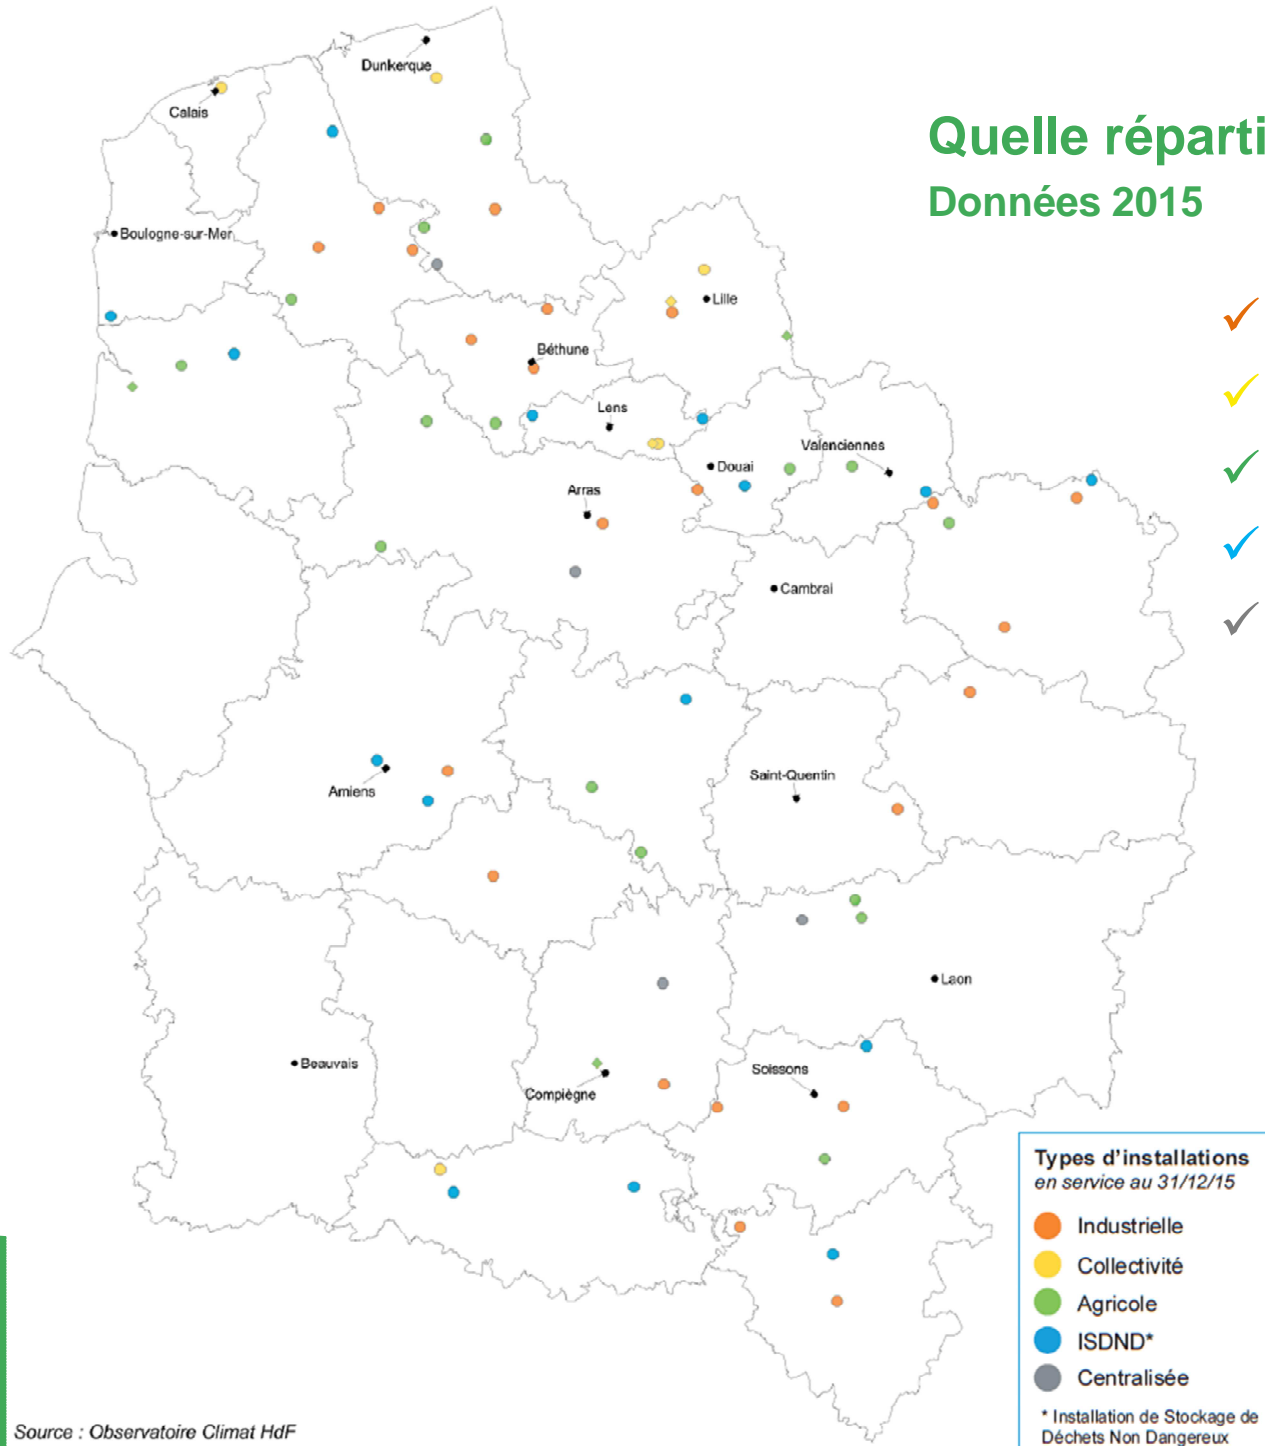 Quelle réparti
Données 2015
Dunkerque
Calais
Boulogne-sur-Mer
Lille
Béthune
Lens
Valenciennes
Douai
Arras
Cambrai
Saint-Quentin
Amiens
Laon
Beauvais
Soissons
Compiègne
Types d'installations
en service au 31/12/15
Industrielle
Collectivité
Agricole
ISDND*
Centralisée
* Installation de Stockage de
Déchets Non Dangereux
Source : Observatoire Climat HdF